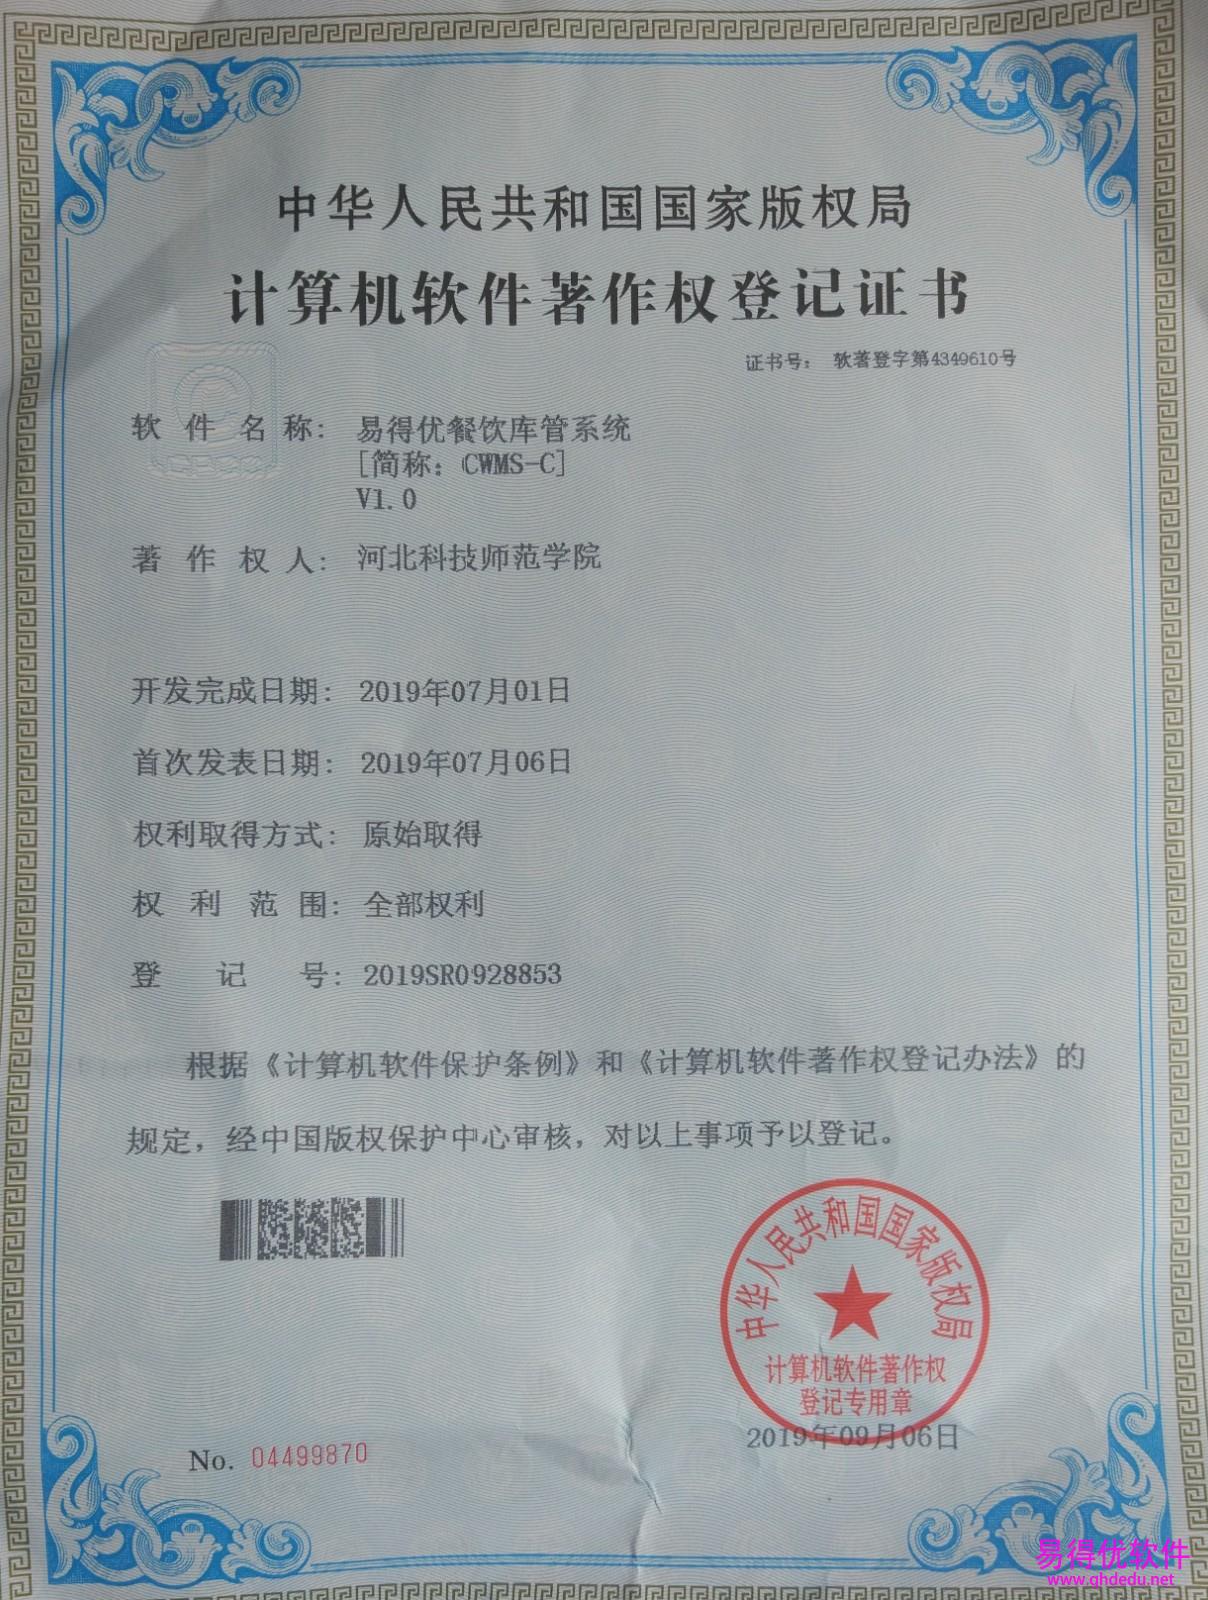 中华人民共和国国家版权局
计算机软件著作权登记证书
证书号： 软著登字第4349610号
软件名称： 易得优餐饮库管系统
[简称：CWMS-C]
V1.0
著作权人： 河北科技师范学院
开发完成日期： 2019年07月01日
首次发表日期： 2019年07月06日
权利取得方式： 原始取得
权利范围： 全部权利
登记号： 2019SR0928853
根据《计算机软件保护条例》和《计算机软件著作权登记办法》的
规定，经中国版权保护中心审核，对以上事项予以登记。
中华人民共和国国家版权局
计算机软件著作权
登记专用章
2019年09月06日
No. 04499870
易得优软件
www.qhdedu.net